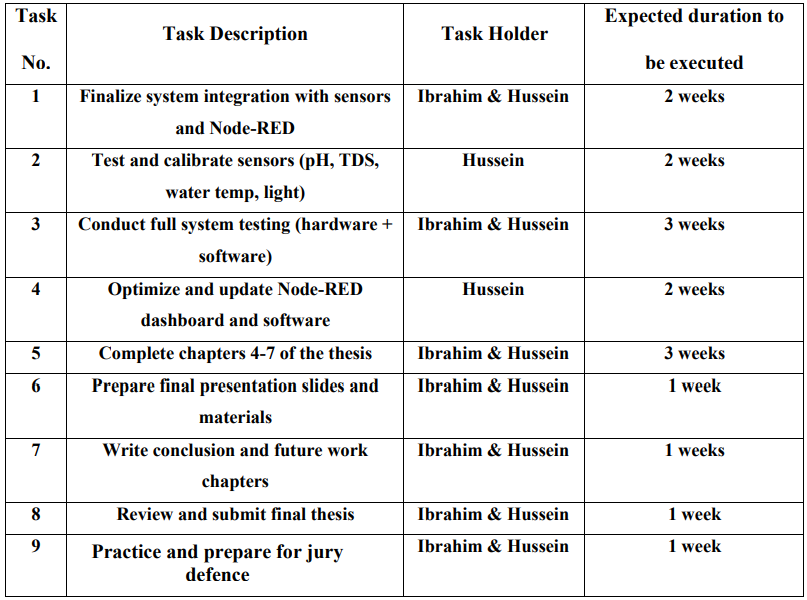 Task No.
Task Description
Task Holder
Expected duration to be executed
1
Finalize system integration with sensors
and Node-RED
Ibrahim & Hussein
2 weeks
2
Test and calibrate sensors (pH, TDS,
water temp, light)
Hussein
2 weeks
3
Conduct full system testing (hardware +
software)
Ibrahim & Hussein
3 weeks
4
Optimize and update Node-RED
dashboard and software
Hussein
2 weeks
5
Complete chapters 4-7 of the thesis
Ibrahim & Hussein
3 weeks
6
Prepare final presentation slides and
materials
Ibrahim & Hussein
1 week
7
Write conclusion and future work
chapters
Ibrahim & Hussein
1 weeks
8
Review and submit final thesis
Ibrahim & Hussein
1 week
9
Practice and prepare for jury
defence
Ibrahim & Hussein
1 week